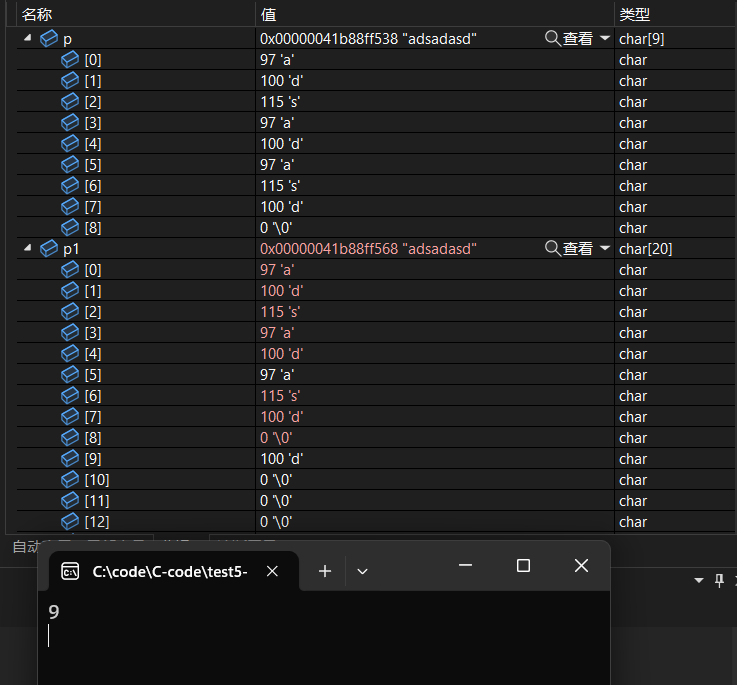 名称 值 类型
p 0x00000041b88ff538 "adsadasd" 查看 char[9]
[0] 97 'a' char
[1] 100 'd' char
[2] 115 's' char
[3] 97 'a' char
[4] 100 'd' char
[5] 97 'a' char
[6] 115 's' char
[7] 100 'd' char
[8] 0 '\0' char
p1 0x00000041b88ff568 "adsadasd" 查看 char[20]
[0] 97 'a' char
[1] 100 'd' char
[2] 115 's' char
[3] 97 'a' char
[4] 100 'd' char
[5] 97 'a' char
[6] 115 's' char
[7] 100 'd' char
[8] 0 '\0' char
[9] 100 'd' char
[10] 0 '\0' char
[11] 0 '\0' char
[12] 0 '\0' char
自动
C:\code\C-code\test5-
9